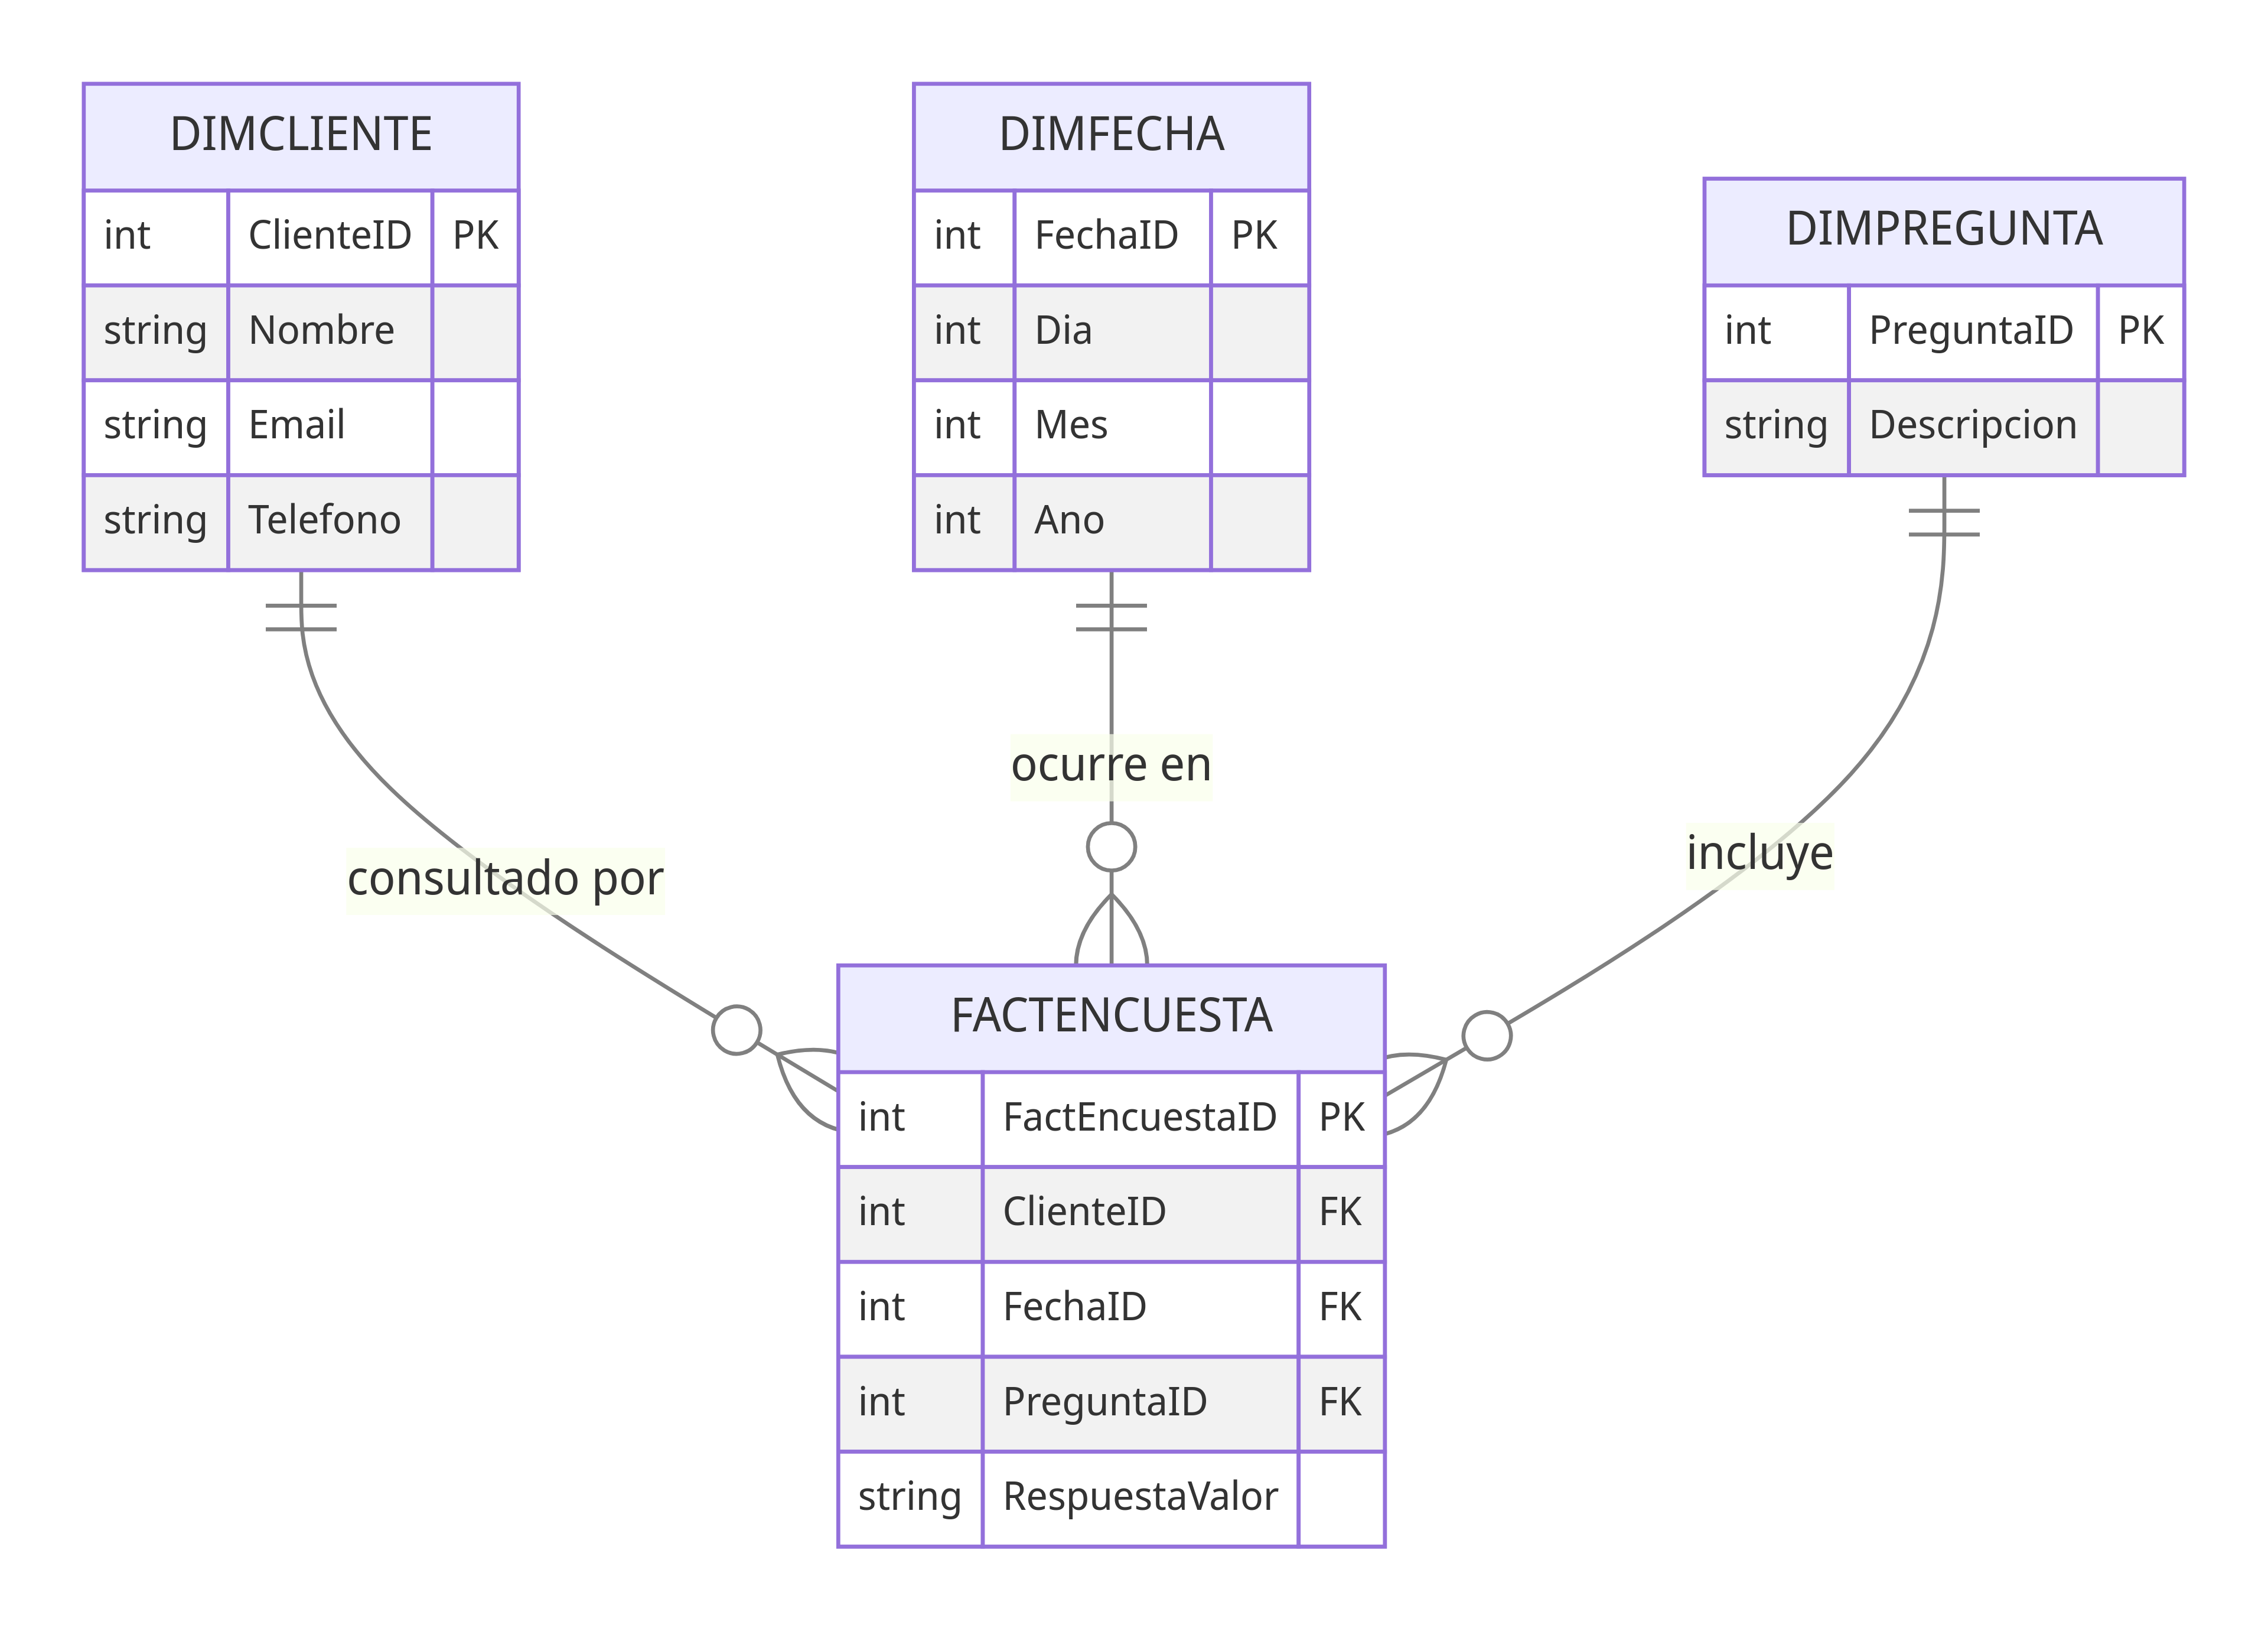 DIMCLIENTE
int ClienteID PK
string Nombre
string Email
string Telefono
DIMFECHA
int FechaID PK
int Dia
int Mes
int Ano
DIMPREGUNTA
int PreguntaID PK
string Descripcion
consultado por
ocurre en
incluye
FACTENCUESTA
int FactEncuestaID PK
int ClienteID FK
int FechaID FK
int PreguntaID FK
string RespuestaValor